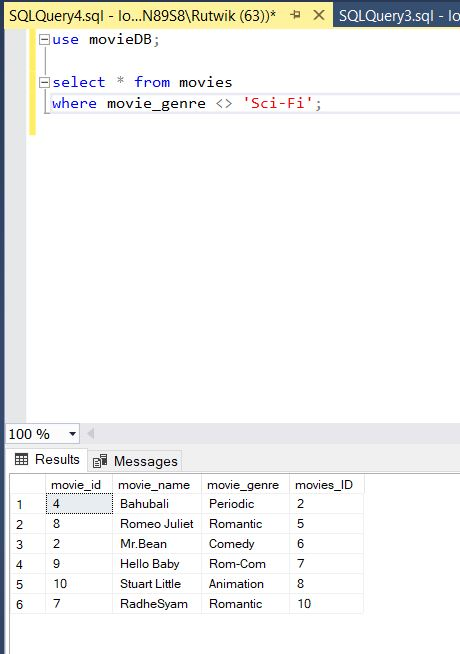 SQLQuery4.sql - lo...N89S8\Rutwik (63))* SQLQuery3.sql - lo
use movieDB;
select * from movies
where movie_genre <> 'Sci-Fi';
100 %
Results Messages
movie_id movie_name movie_genre movies_ID
1 4 Bahubali Periodic 2
2 8 Romeo Juliet Romantic 5
3 2 Mr.Bean Comedy 6
4 9 Hello Baby Rom-Com 7
5 10 Stuart Little Animation 8
6 7 RadheSyam Romantic 10